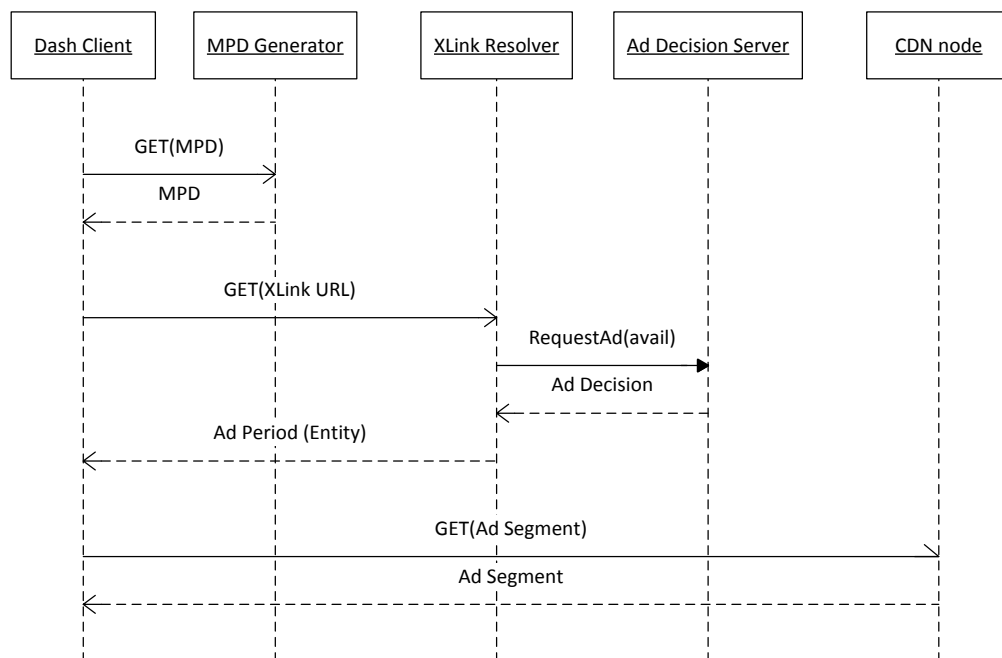 Dash Client
MPD Generator
XLink Resolver
Ad Decision Server
CDN node
GET(MPD)
MPD
GET(XLink URL)
RequestAd(avail)
Ad Decision
Ad Period (Entity)
GET(Ad Segment)
Ad Segment